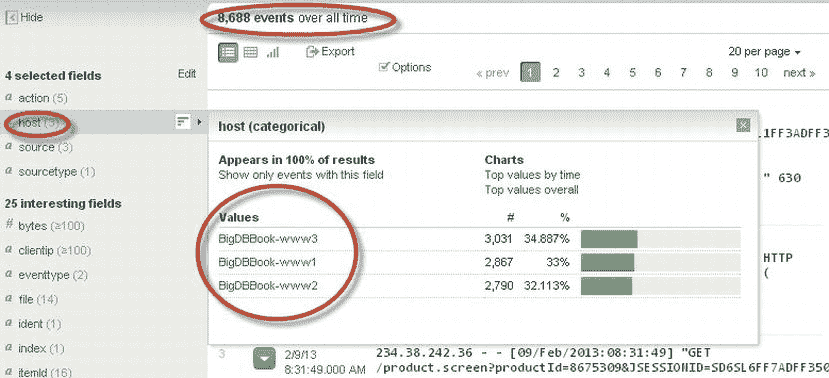 Hide
8,688 events over all time
Export
Options
20 per page
« prev 1 2 3 4 5 6 7 8 9 10 next »
4 selected fields Edit
a action (5)
a host (3)
a source (3)
a sourcetype (1)
25 interesting fields
# bytes (≥100)
a clientip (≥100)
a eventtype (2)
a file (14)
a ident (1)
a index (1)
a itemId (16)
host (categorical)
Appears in 100% of results
Show only events with this field
Charts
Top values by time
Top values overall
Values # %
BigDBBook-www3 3,031 34.887%
BigDBBook-www1 2,867 33%
BigDBBook-www2 2,790 32.113%
" 630
HTTP
(
3 2/9/13
8:31:49.000 AM
234.38.242.36 - - [09/Feb/2013:08:31:49] "GET
/product.screen?productId=8675309&JSESSIONID=SD6SL6FF7ADFF350